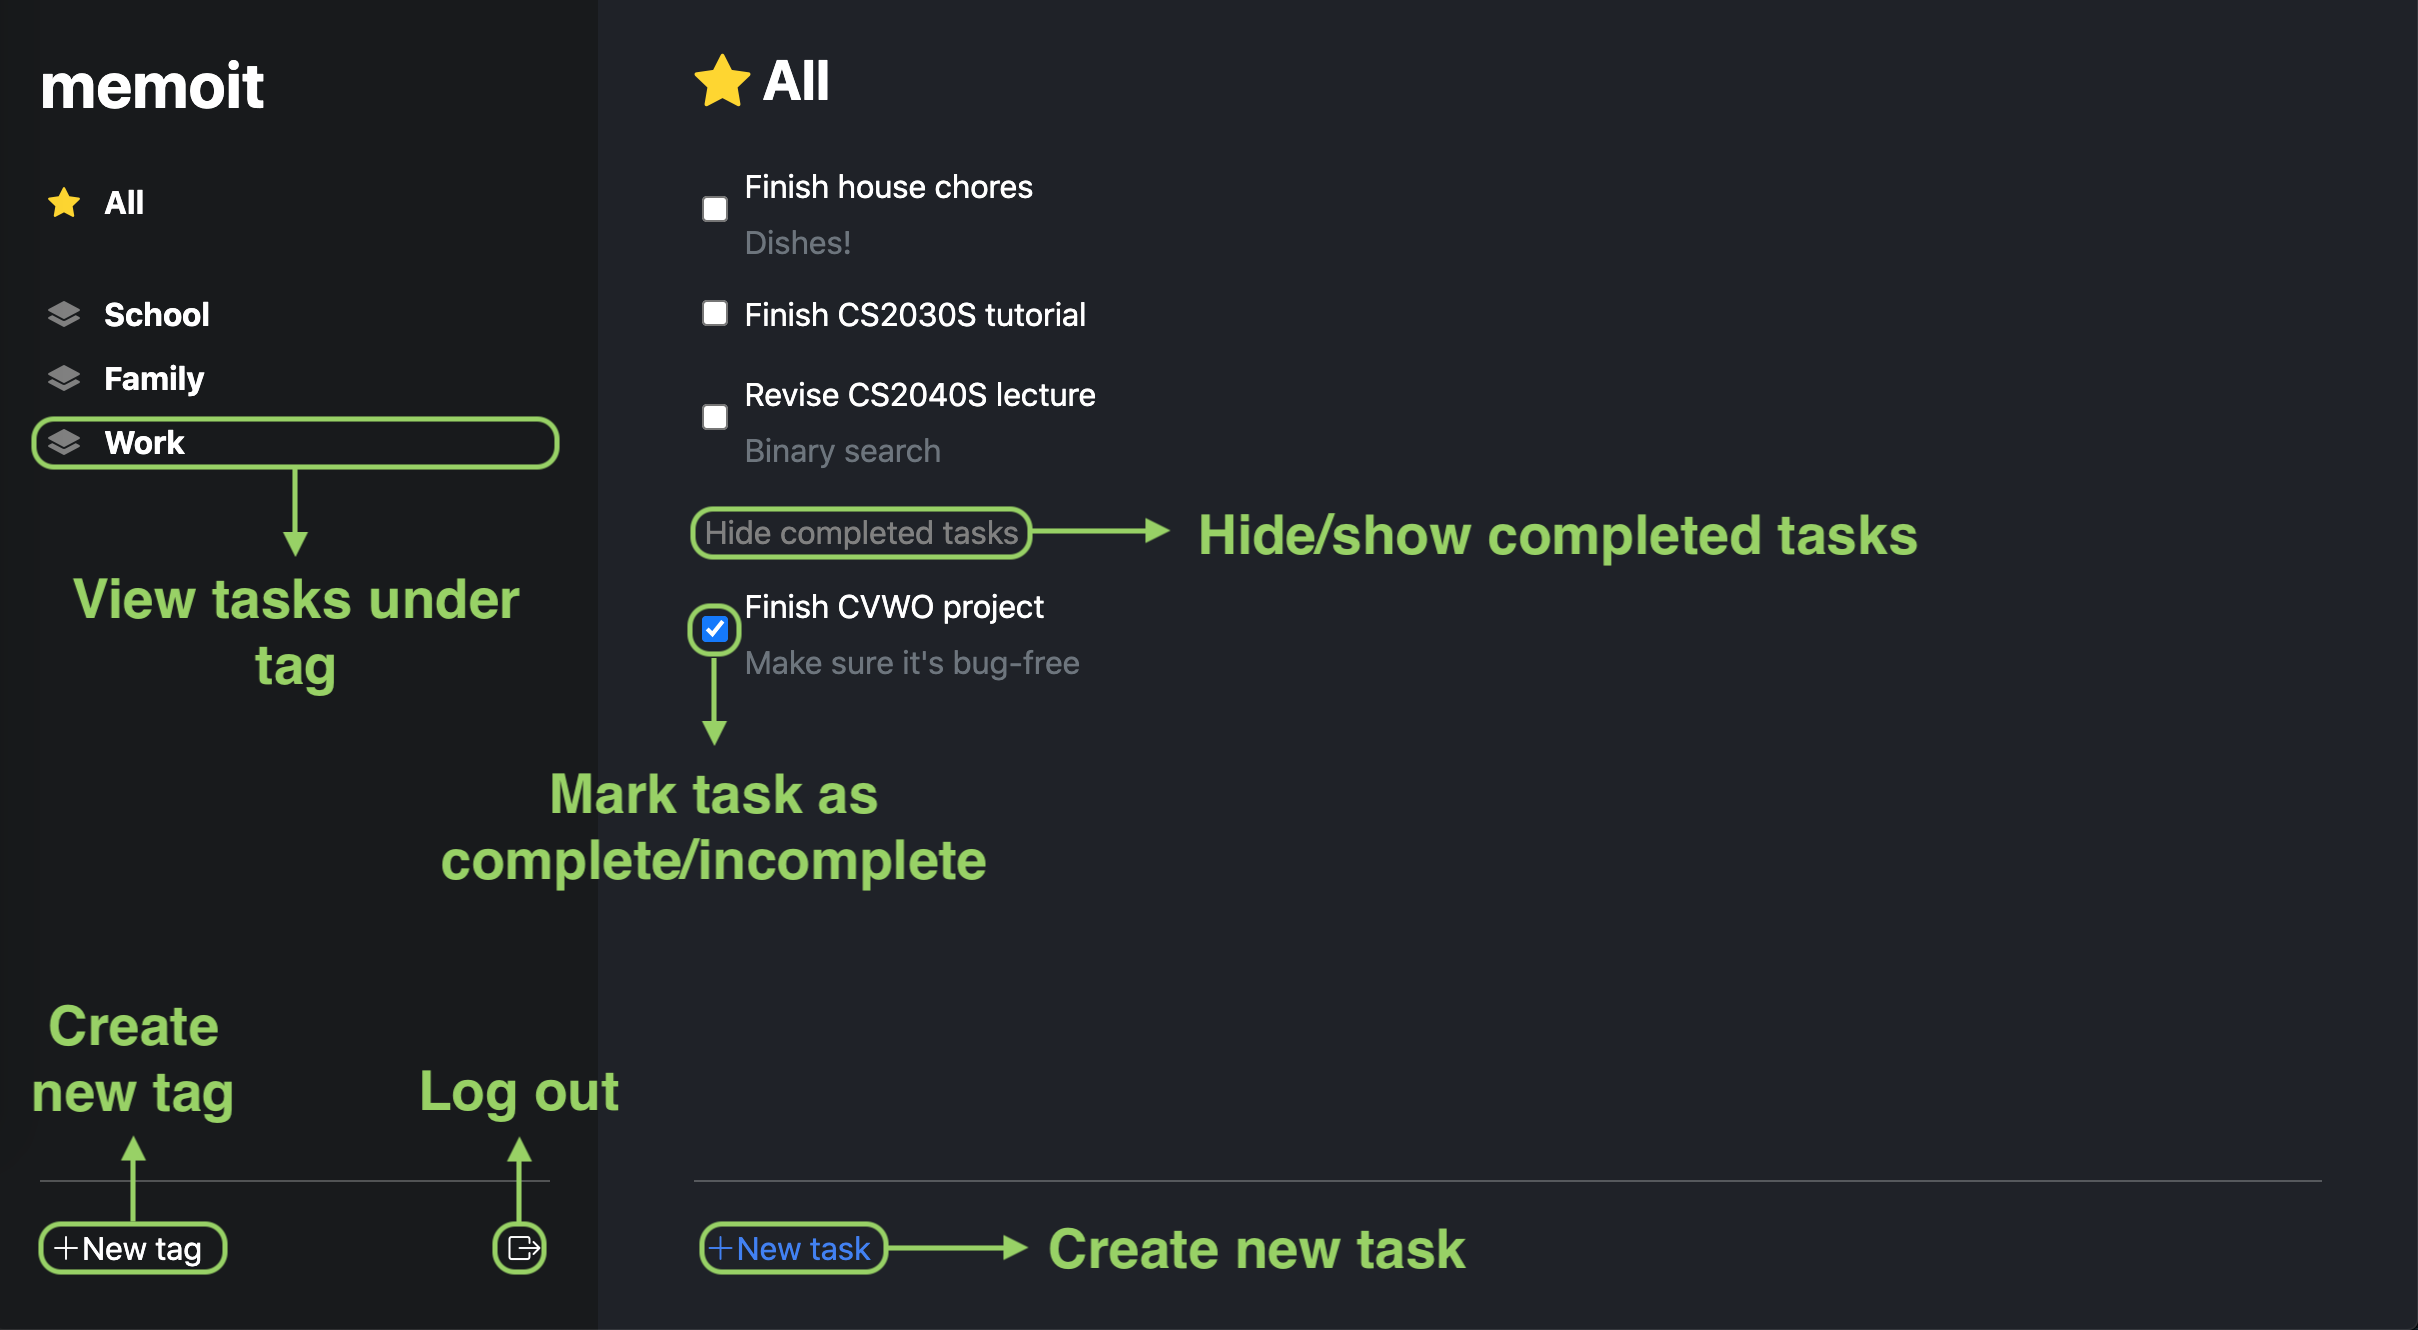 memoit
All
School
Family
Work
View tasks under
tag
Create
new tag
Log out
New tag
All
Finish house chores
Dishes!
Finish CS2030S tutorial
Revise CS2040S lecture
Binary search
Hide completed tasks
Hide/show completed tasks
Finish CVWO project
Make sure it's bug-free
Mark task as
complete/incomplete
+New task
Create new task